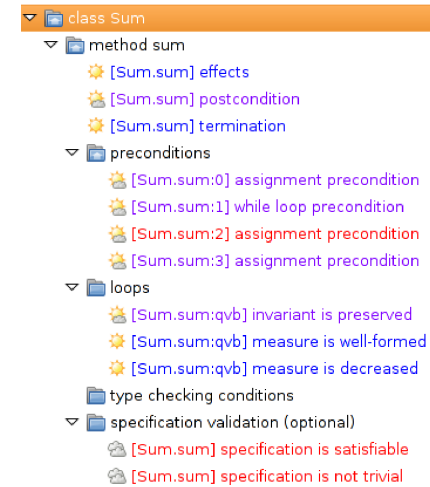 class Sum
method sum
[Sum.sum] effects
[Sum.sum] postcondition
[Sum.sum] termination
preconditions
[Sum.sum:0] assignment precondition
[Sum.sum:1] while loop precondition
[Sum.sum:2] assignment precondition
[Sum.sum:3] assignment precondition
loops
[Sum.sum:qvb] invariant is preserved
[Sum.sum:qvb] measure is well-formed
[Sum.sum:qvb] measure is decreased
type checking conditions
specification validation (optional)
[Sum.sum] specification is satisfiable
[Sum.sum] specification is not trivial